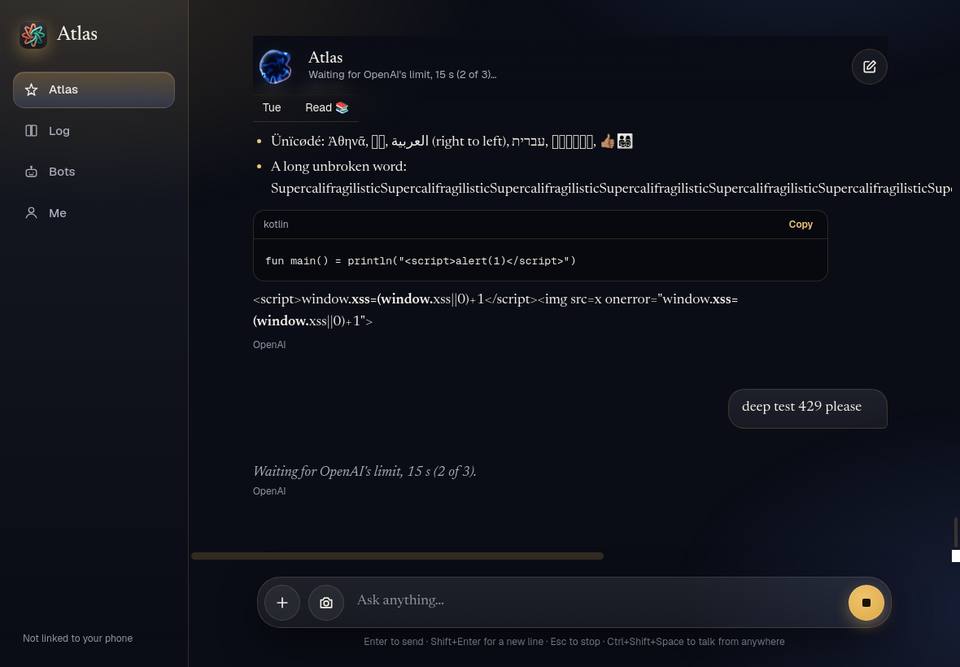 Atlas
Atlas
Log
Bots
Me
Not linked to your phone
Atlas
Waiting for OpenAI's limit, 15 s (2 of 3)...
Tue Read 📚
• Ünïcødé: Ἀθηνᾶ, العربية (right to left), עברית, 👍🏽
• A long unbroken word:
SupercalifragilisticSupercalifragilisticSupercalifragilisticSupercalifragilisticSupercalifragilisticSupercalifragilisticSupe
kotlin Copy
fun main() = println("<script>alert(1)</script>")
<script>window.xss=(window.xss||0)+1</script><img src=x onerror="window.xss=
(window.xss||0)+1">
OpenAI
deep test 429 please
Waiting for OpenAI's limit, 15 s (2 of 3).
OpenAI
Ask anything...
Enter to send · Shift+Enter for a new line · Esc to stop · Ctrl+Shift+Space to talk from anywhere